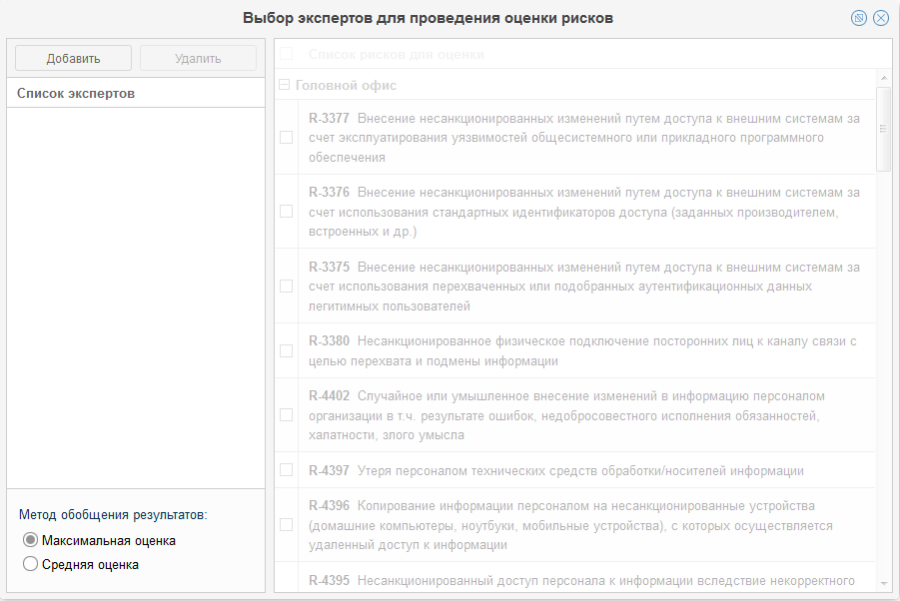 Выбор экспертов для проведения оценки рисков
Добавить
Удалить
Список экспертов
Метод обобщения результатов:
Максимальная оценка
Средняя оценка
Список рисков для оценки
Головной офис
R-3377 Внесение несанкционированных изменений путем доступа к внешним системам за
счет эксплуатирования уязвимостей общесистемного или прикладного программного
обеспечения
R-3376 Внесение несанкционированных изменений путем доступа к внешним системам за
счет использования стандартных идентификаторов доступа (заданных производителем,
встроенных и др.)
R-3375 Внесение несанкционированных изменений путем доступа к внешним системам за
счет использования перехваченных или подобранных аутентификационных данных
легитимных пользователей
R-3380 Несанкционированное физическое подключение посторонних лиц к каналу связи с
целью перехвата и подмены информации
R-4402 Случайное или умышленное внесение изменений в информацию персоналом
организации в т.ч. результате ошибок, недобросовестного исполнения обязанностей,
халатности, злого умысла
R-4397 Утеря персоналом технических средств обработки/носителей информации
R-4396 Копирование информации персоналом на несанкционированные устройства
(домашние компьютеры, ноутбуки, мобильные устройства), с которых осуществляется
удаленный доступ к информации
R-4395 Несанкционированный доступ персонала к информации вследствие некорректного